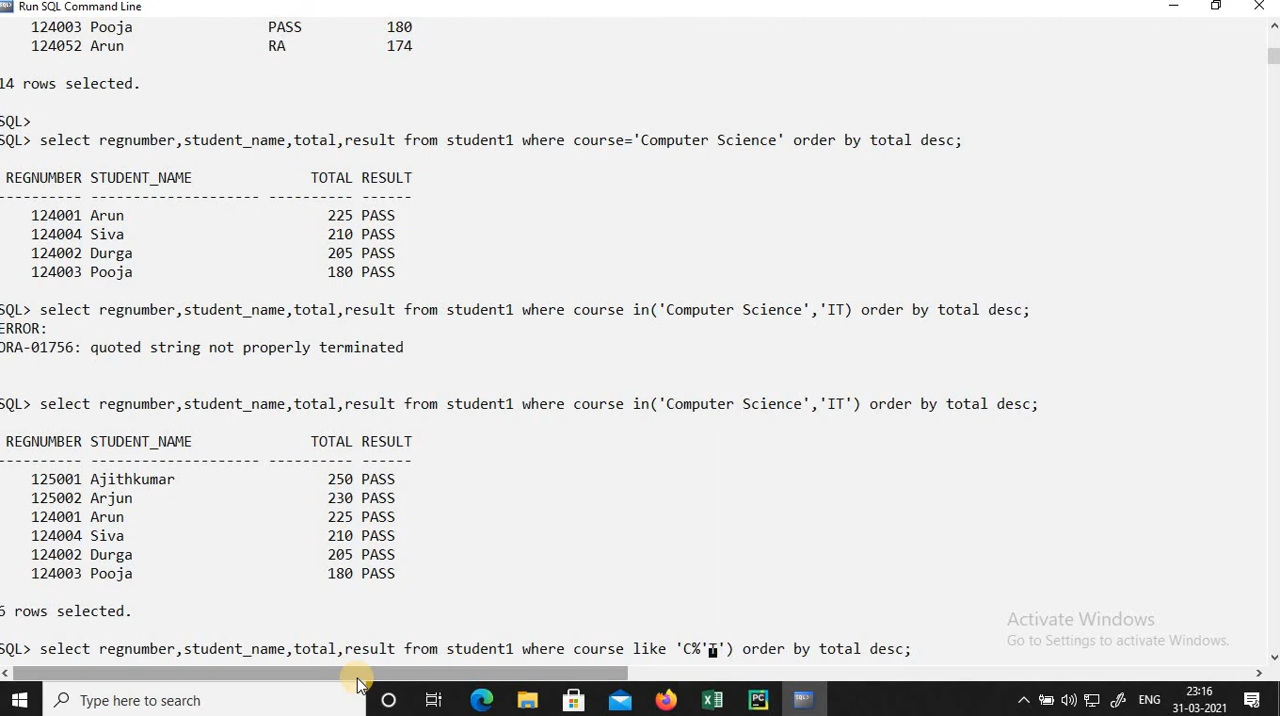 Run SQL Command Line
124003 Pooja PASS 180
124052 Arun RA 174
14 rows selected.
SQL>
SQL> select regnumber,student_name,total,result from student1 where course='Computer Science' order by total desc;
REGNUMBER STUDENT_NAME TOTAL RESULT
---------- -------------------- ---------- ------
124001 Arun 225 PASS
124004 Siva 210 PASS
124002 Durga 205 PASS
124003 Pooja 180 PASS
SQL> select regnumber,student_name,total,result from student1 where course in('Computer Science','IT) order by total desc;
ERROR:
ORA-01756: quoted string not properly terminated
SQL> select regnumber,student_name,total,result from student1 where course in('Computer Science','IT') order by total desc;
REGNUMBER STUDENT_NAME TOTAL RESULT
---------- -------------------- ---------- ------
125001 Ajithkumar 250 PASS
125002 Arjun 230 PASS
124001 Arun 225 PASS
124004 Siva 210 PASS
124002 Durga 205 PASS
124003 Pooja 180 PASS
6 rows selected.
Activate Windows
Go to Settings to activate Windows.
SQL> select regnumber,student_name,total,result from student1 where course like 'C%'T') order by total desc;
Type here to search
ENG
23:16
31-03-2021